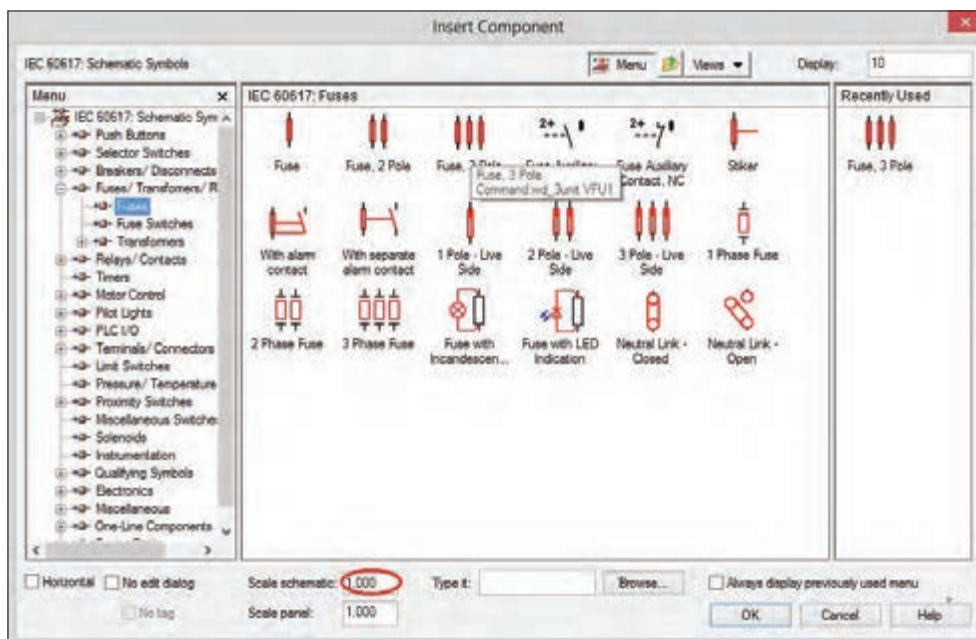 Insert Component
IEC 60617: Schematic Symbols
Menu
Views
Display:
10
Menu
IEC 60617: Schematic Sym
Push Buttons
Selector Switches
Breakers/ Disconnects
Fuses/ Transfomers/ R
Fuses
Fuse Switches
Transfomers
Relays/ Contacts
Timers
Motor Control
Pilot Lights
PLC I/O
Terminals/ Connectors
Limit Switches
Pressure/ Temperature
Proximity Switches
Miscellaneous Switche
Solenoids
Instrumentation
Qualifying Symbols
Electronics
Miscellaneous
One-Line Components
IEC 60617: Fuses
2+
2+
Fuse
Fuse, 2 Pole
Fuse,
Fuse Auxiliary
Contact, NC
Stiker
Fuse, 3 Pole
Command:wd_3unit VFU1
With alarm
contact
With separate
alarm contact
1 Pole - Live
Side
2 Pole - Live
Side
3 Pole - Live
Side
1 Phase Fuse
2 Phase Fuse
3 Phase Fuse
Fuse with
Incandescen...
Fuse with LED
Indication
Neutral Link -
Closed
Neutral Link -
Open
Recently Used
Fuse, 3 Pole
Horizontal
No edit dialog
No tag
Scale schematic:
1.000
Scale panel:
1.000
Type it:
Browse...
Always display previously used menu
OK
Cancel
Help